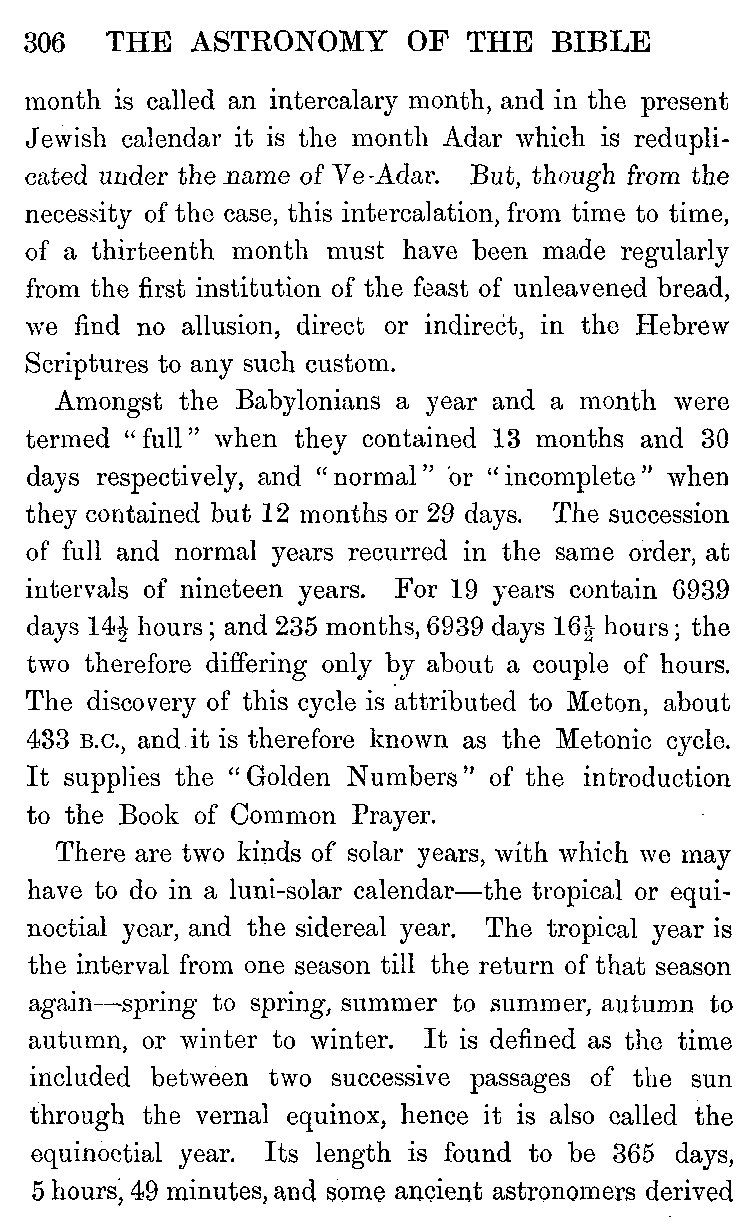 306 THE ASTRONOMY OF THE BIBLE
month is called an intercalary month, and in the present
Jewish calendar it is the month Adar which is redupli-
cated under the name of Ve-Adar. But, though from the
necessity of the case, this intercalation, from time to time,
of a thirteenth month must have been made regularly
from the first institution of the feast of unleavened bread,
we find no allusion, direct or indirect, in the Hebrew
Scriptures to any such custom.
Amongst the Babylonians a year and a month were
termed “full” when they contained 13 months and 30
days respectively, and “normal” or “incomplete” when
they contained but 12 months or 29 days. The succession
of full and normal years recurred in the same order, at
intervals of nineteen years. For 19 years contain 6939
days 14½ hours; and 235 months, 6939 days 16½ hours; the
two therefore differing only by about a couple of hours.
The discovery of this cycle is attributed to Meton, about
433 B.C., and it is therefore known as the Metonic cycle.
It supplies the “Golden Numbers” of the introduction
to the Book of Common Prayer.
There are two kinds of solar years, with which we may
have to do in a luni-solar calendar—the tropical or equi-
noctial year, and the sidereal year. The tropical year is
the interval from one season till the return of that season
again—spring to spring, summer to summer, autumn to
autumn, or winter to winter. It is defined as the time
included between two successive passages of the sun
through the vernal equinox, hence it is also called the
equinoctial year. Its length is found to be 365 days,
5 hours, 49 minutes, and some ancient astronomers derived